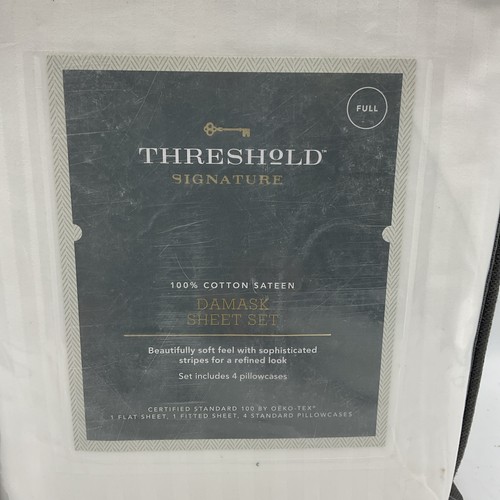 FULL
THRESHOLD™
SIGNATURE
100% COTTON SATEEN
DAMASK
SHEET SET
Beautifully soft feel with sophisticated
stripes for a refined look
Set includes 4 pillowcases
CERTIFIED STANDARD 100 BY OEKO-TEX®
1 FLAT SHEET, 1 FITTED SHEET, 4 STANDARD PILLOWCASES